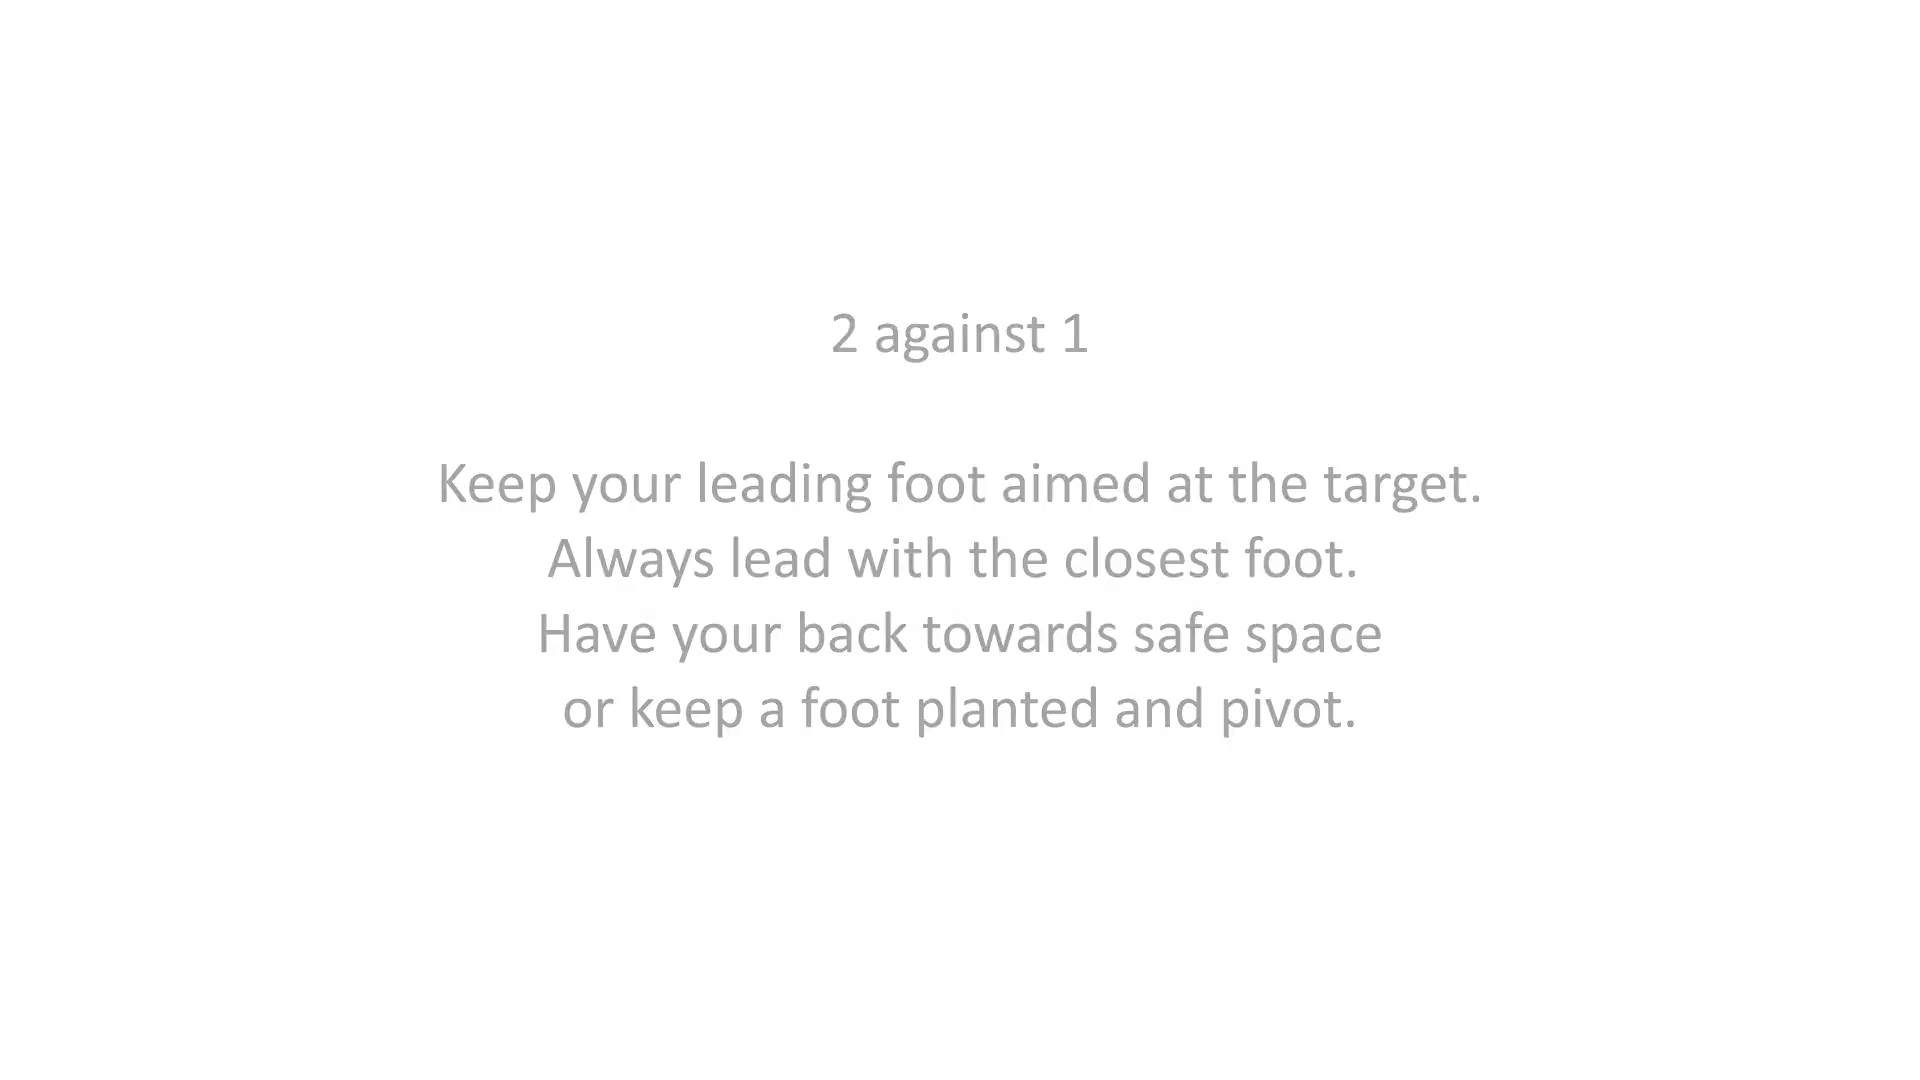 2 against 1
Keep your leading foot aimed at the target.
Always lead with the closest foot.
Have your back towards safe space
or keep a foot planted and pivot.